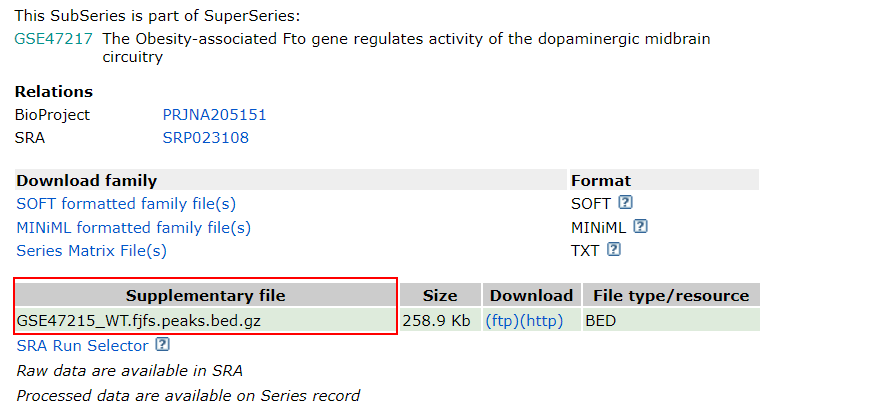 This SubSeries is part of SuperSeries:
GSE47217 The Obesity-associated Fto gene regulates activity of the dopaminergic midbrain
circuitry
Relations
BioProject PRJNA205151
SRA SRP023108
Download family Format
SOFT formatted family file(s) SOFT ?
MINiML formatted family file(s) MINiML ?
Series Matrix File(s) TXT ?
Supplementary file Size Download File type/resource
GSE47215_WT.fjfs.peaks.bed.gz 258.9 Kb (ftp)(http) BED
SRA Run Selector ?
Raw data are available in SRA
Processed data are available on Series record